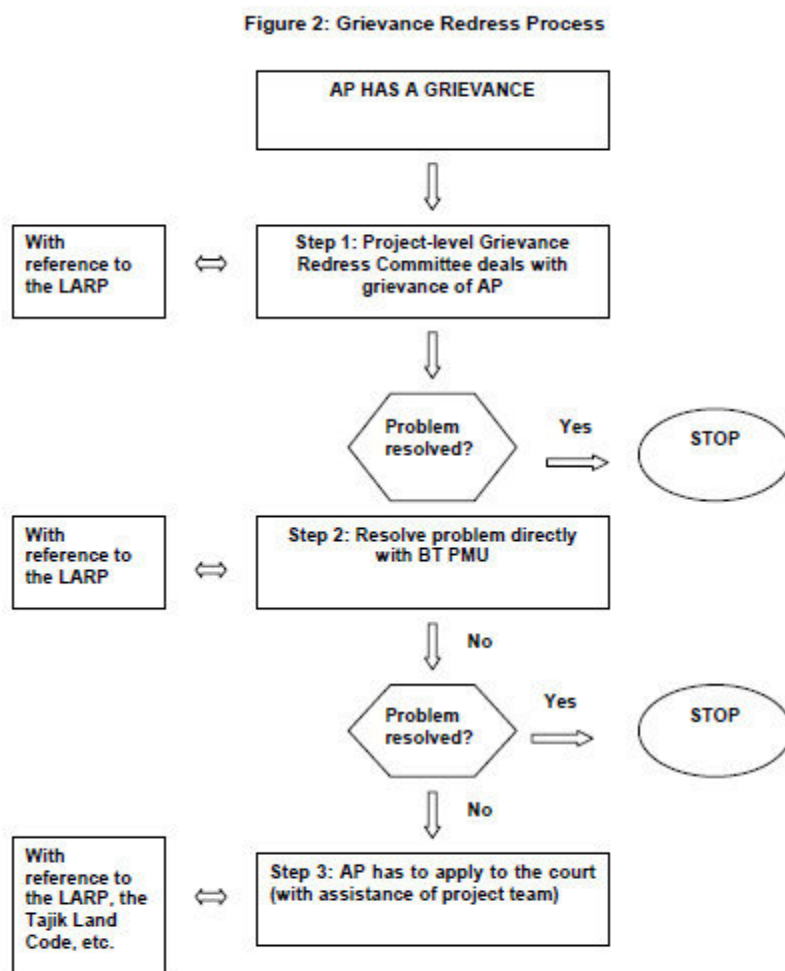 Figure 2: Grievance Redress Process
AP HAS A GRIEVANCE
With
reference to
the LARP
Step 1: Project-level Grievance
Redress Committee deals with
grievance of AP
Problem
resolved?
Yes
STOP
With
reference to
the LARP
Step 2: Resolve problem directly
with BT PMU
No
Problem
resolved?
Yes
STOP
No
With
reference to
the LARP, the
Tajik Land
Code, etc.
Step 3: AP has to apply to the court
(with assistance of project team)